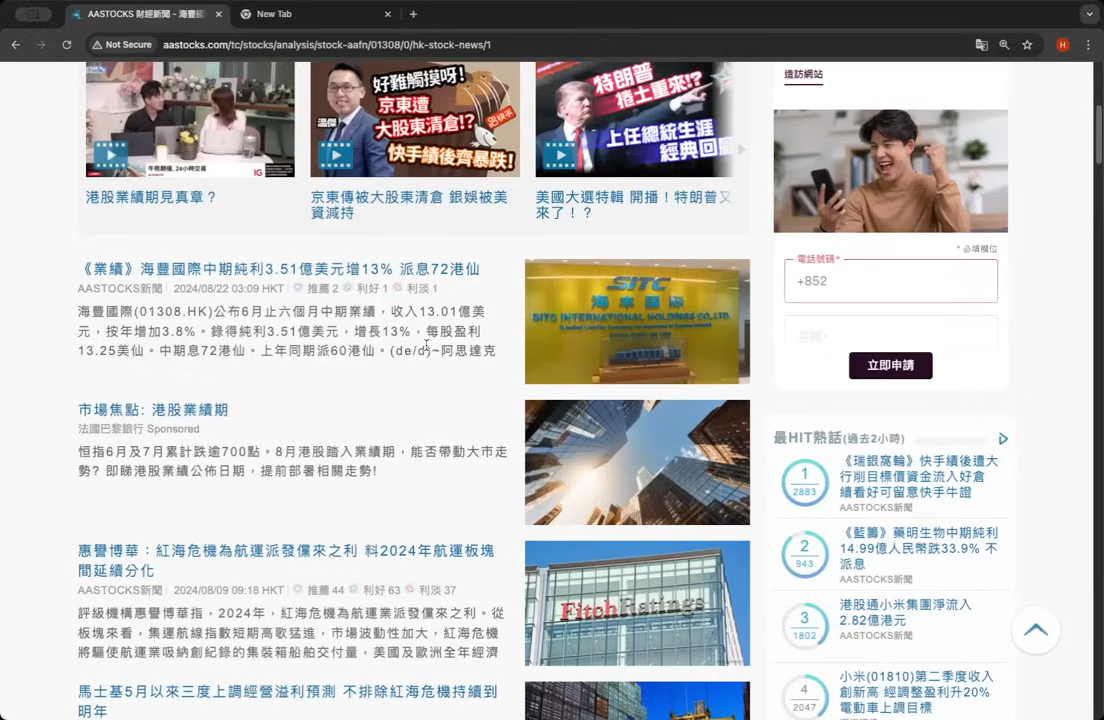 AASTOCKS 財經新聞 - 海豐國
New Tab
Not Secure
aastocks.com/tc/stocks/analysis/stock-aafn/01308/0/hk-stock-news/1
H
牛熊翻種, 24小時交易
IG
溫傑
好難觸摸呀!
京東遭
大股東清倉!?
快手績後齊暴跌!
特朗普
捲土重來!?
上任總統生涯
經典回
港股業績期見真章?
京東傳被大股東清倉 銀娛被美
資減持
美國大選特輯 開播!特朗普又
來了!?
造訪網站
* 必填欄位
電話號碼*
+852
立即申請
《業績》海豐國際中期純利3.51億美元增13% 派息72港仙
AASTOCKS新聞 2024/08/22 03:09 HKT 推薦 2 利好 1 利淡 1
海豐國際(01308.HK)公布6月止六個月中期業績,收入13.01億美
元,按年增加3.8%。錄得純利3.51億美元,增長13%,每股盈利
13.25美仙。中期息72港仙。上年同期派60港仙。(de/d)~阿思達克
SITC
海丰国际
SITC INTERNATIONAL HOLDINGS CO.,LTD.
市場焦點: 港股業績期
法國巴黎銀行 Sponsored
恒指6月及7月累計跌逾700點。8月港股踏入業績期,能否帶動大市走
勢? 即睇港股業績公佈日期,提前部署相關走勢!
惠譽博華:紅海危機為航運派發儻來之利 料2024年航運板塊
間延續分化
AASTOCKS新聞 2024/08/09 09:18 HKT 推薦 44 利好 63 利淡 37
評級機構惠譽博華指,2024年,紅海危機為航運業派發儻來之利。從
板塊來看,集運航線指數短期高歌猛進,市場波動性加大,紅海危機
將驅使航運業吸納創紀錄的集裝箱船舶交付量,美國及歐洲全年經濟
FitchRatings
馬士基5月以來三度上調經營溢利預測 不排除紅海危機持續到
明年
最HIT熱話(過去2小時)
1
2883
《瑞銀窩輪》快手績後遭大
行削目標價資金流入好倉
續看好可留意快手牛證
AASTOCKS新聞
2
943
《藍籌》藥明生物中期純利
14.99億人民幣跌33.9% 不
派息
AASTOCKS新聞
3
1802
港股通小米集團淨流入
2.82億港元
AASTOCKS新聞
4
2047
小米(01810)第二季度收入
創新高 經調整盈利升20%
電動車上調目標